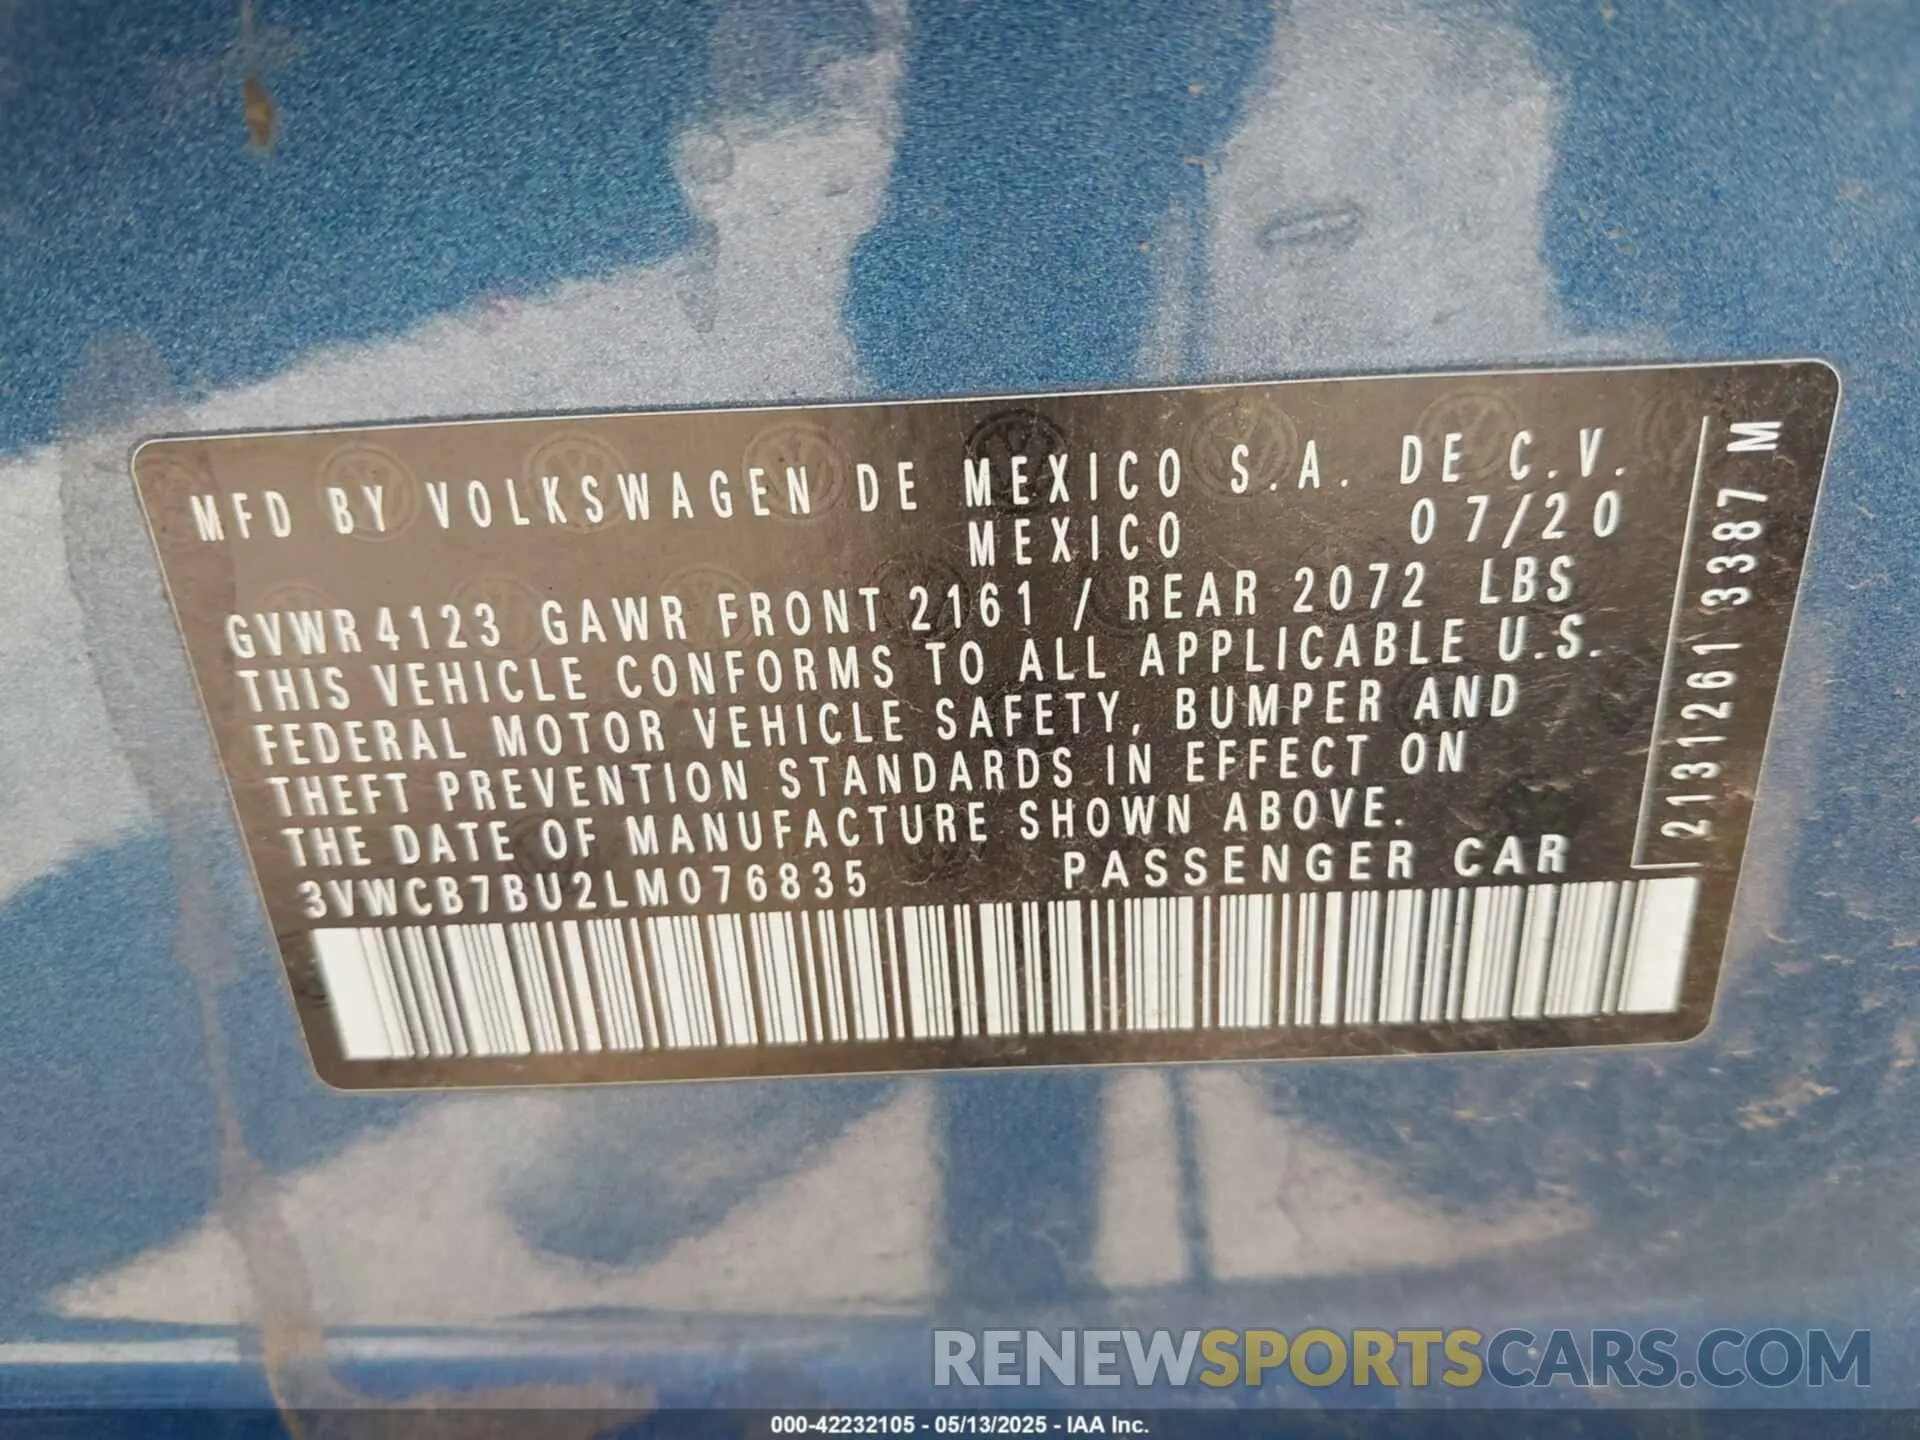 MFD BY VOLKSWAGEN DE MEXICO S.A. DE C.V.
MEXICO 07/20
GVWR 4123 GAWR FRONT 2161 / REAR 2072 LBS
THIS VEHICLE CONFORMS TO ALL APPLICABLE U.S.
FEDERAL MOTOR VEHICLE SAFETY, BUMPER AND
THEFT PREVENTION STANDARDS IN EFFECT ON
THE DATE OF MANUFACTURE SHOWN ABOVE.
3VWCB7BU2LM076835 PASSENGER CAR
2131261 3387 M
RENEWSPORTSCARS.COM
000-42232105 - 05/13/2025 - IAA Inc.